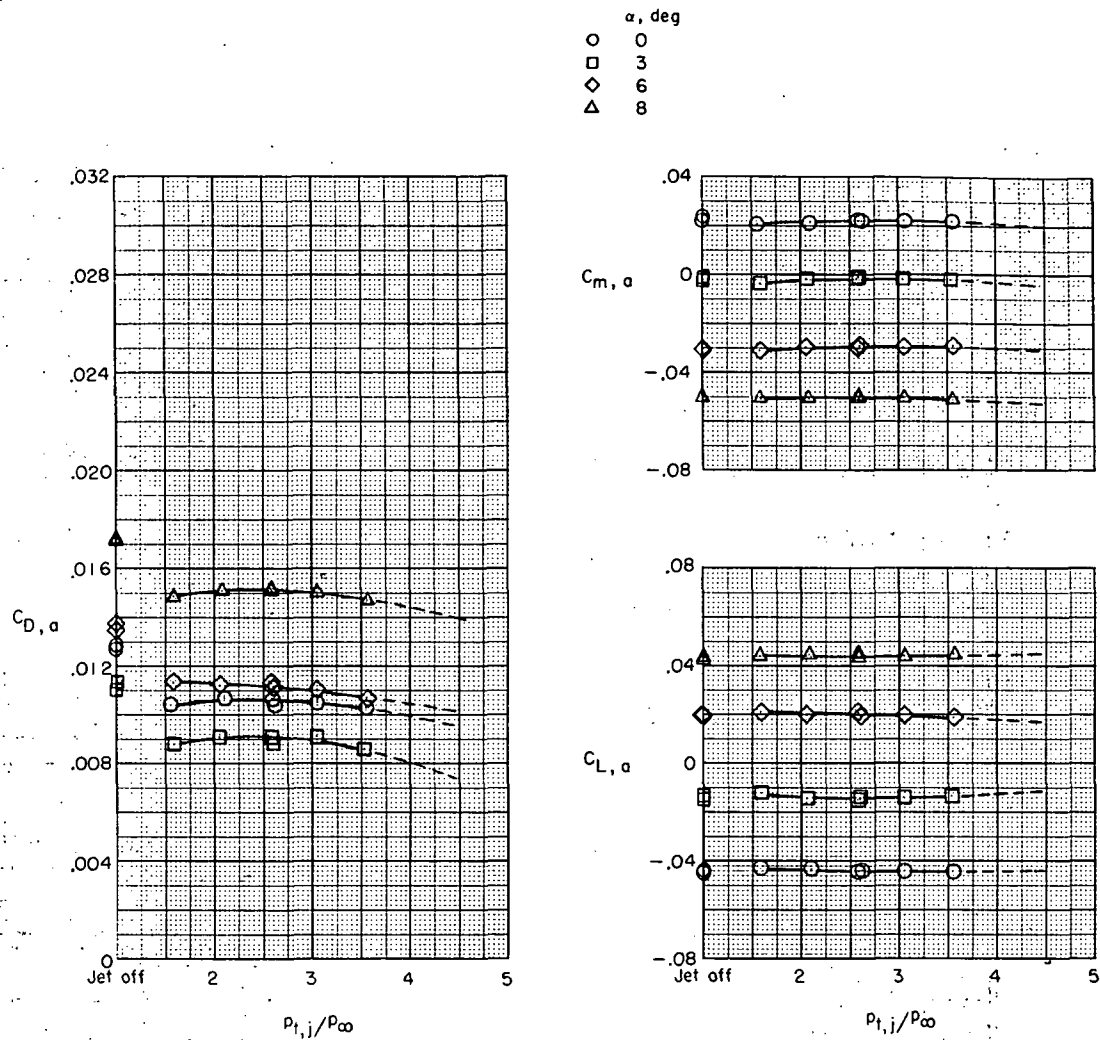 α, deg
○ 0
□ 3
◇ 6
△ 8
.032
.028
.024
.020
.016
C_D,a
.012
.008
.004
0
Jet off 2 3 4 5
p_t,j/p_∞
.04
C_m,a
0
-.04
-.08
.08
.04
C_L,a
0
-.04
-.08
Jet off 2 3 4 5
p_t,j/p_∞